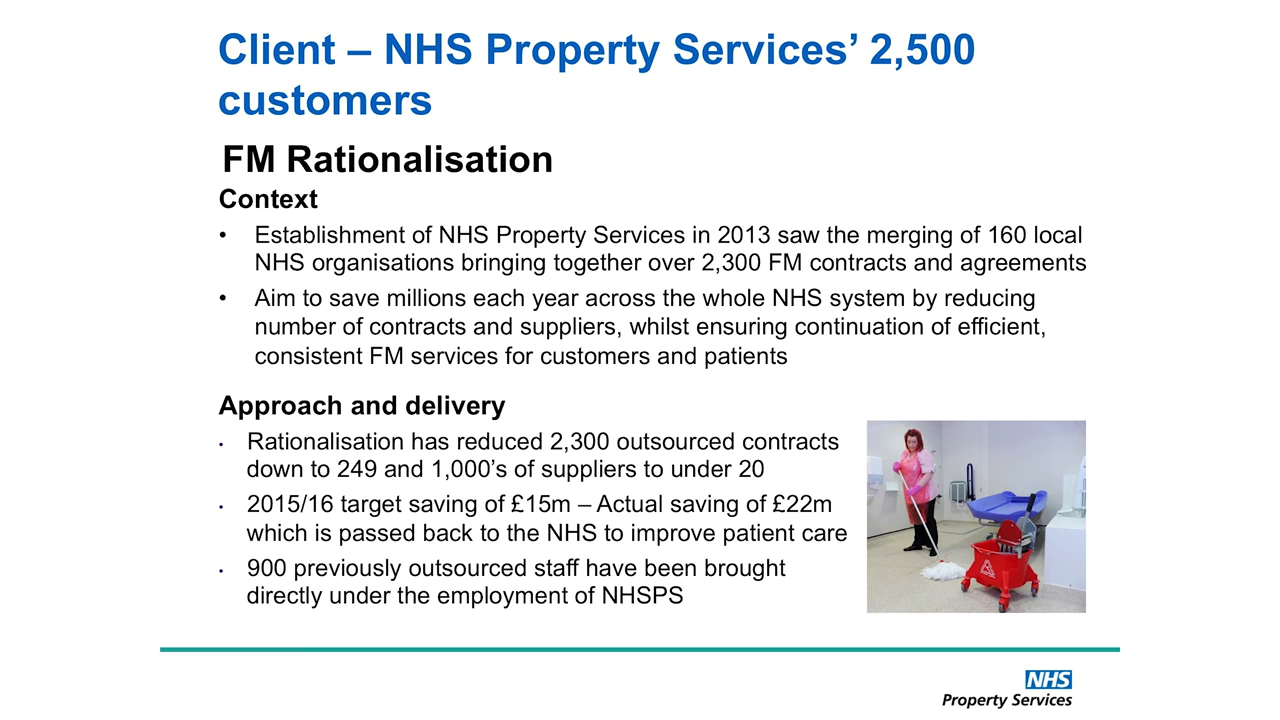 Client – NHS Property Services’ 2,500
customers
FM Rationalisation
Context
• Establishment of NHS Property Services in 2013 saw the merging of 160 local
NHS organisations bringing together over 2,300 FM contracts and agreements
• Aim to save millions each year across the whole NHS system by reducing
number of contracts and suppliers, whilst ensuring continuation of efficient,
consistent FM services for customers and patients
Approach and delivery
• Rationalisation has reduced 2,300 outsourced contracts
down to 249 and 1,000’s of suppliers to under 20
• 2015/16 target saving of £15m – Actual saving of £22m
which is passed back to the NHS to improve patient care
• 900 previously outsourced staff have been brought
directly under the employment of NHSPS
NHS
Property Services